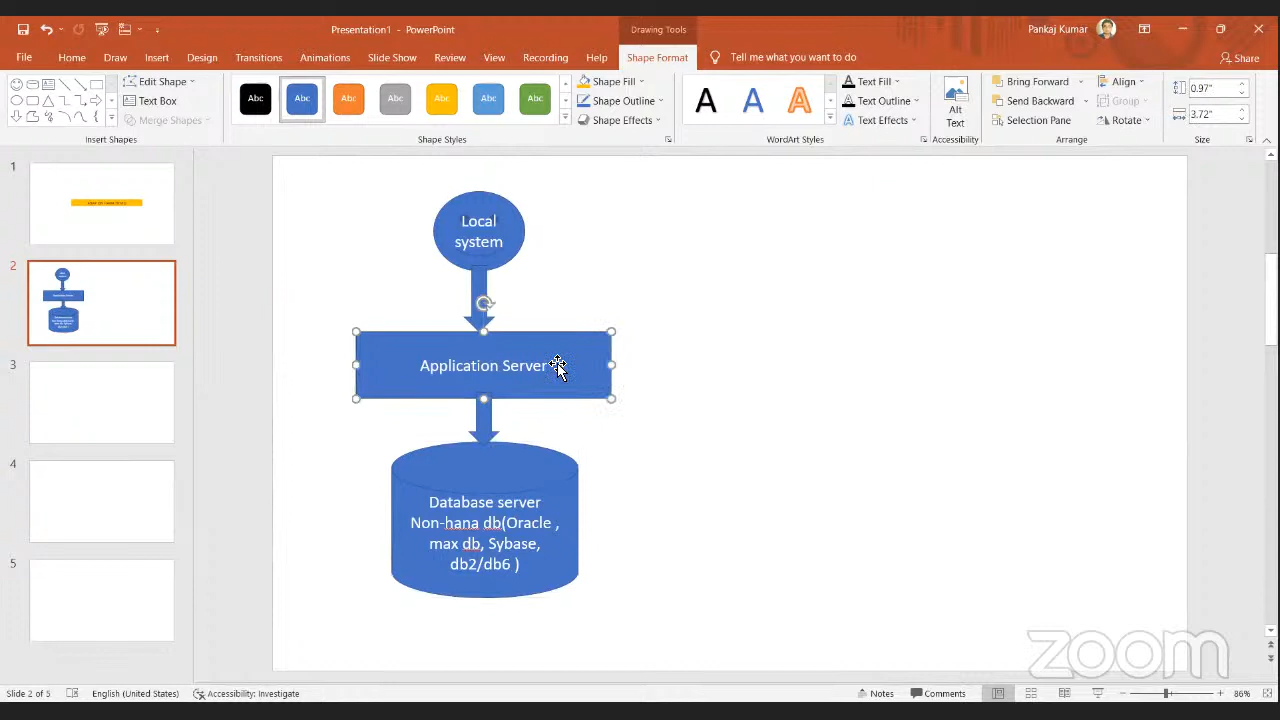 Presentation1 - PowerPoint
Drawing Tools
Pankaj Kumar
File Home Draw Insert Design Transitions Animations Slide Show Review View Recording Help Shape Format Tell me what you want to do Share
Edit Shape
Text Box
Merge Shapes
Insert Shapes
Abc Abc Abc Abc Abc Abc Abc
Shape Fill
Shape Outline
Shape Effects
Shape Styles
A A A
Text Fill
Text Outline
Text Effects
WordArt Styles
Alt
Text
Accessibility
Bring Forward
Send Backward
Selection Pane
Align
Group
Rotate
Arrange
0.97"
3.72"
Size
1
2
3
4
5
Local
system
Application Server
Database server
Non-hana db(Oracle ,
max db, Sybase,
db2/db6 )
zoom
Slide 2 of 5 English (United States) Accessibility: Investigate Notes Comments 86%